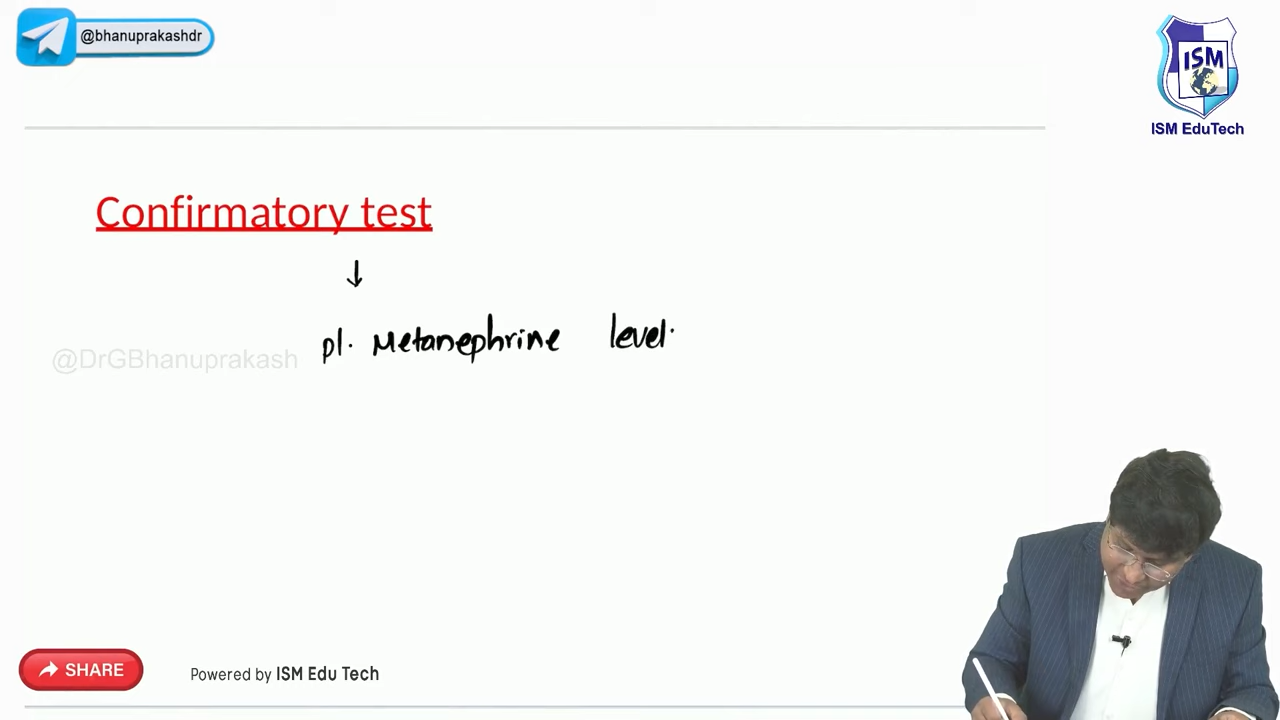 @bhanuprakashdr
ISM
ISM EduTech
Confirmatory test
↓
pl. Metanephrine level.
@DrGBhanuprakash
SHARE
Powered by ISM Edu Tech